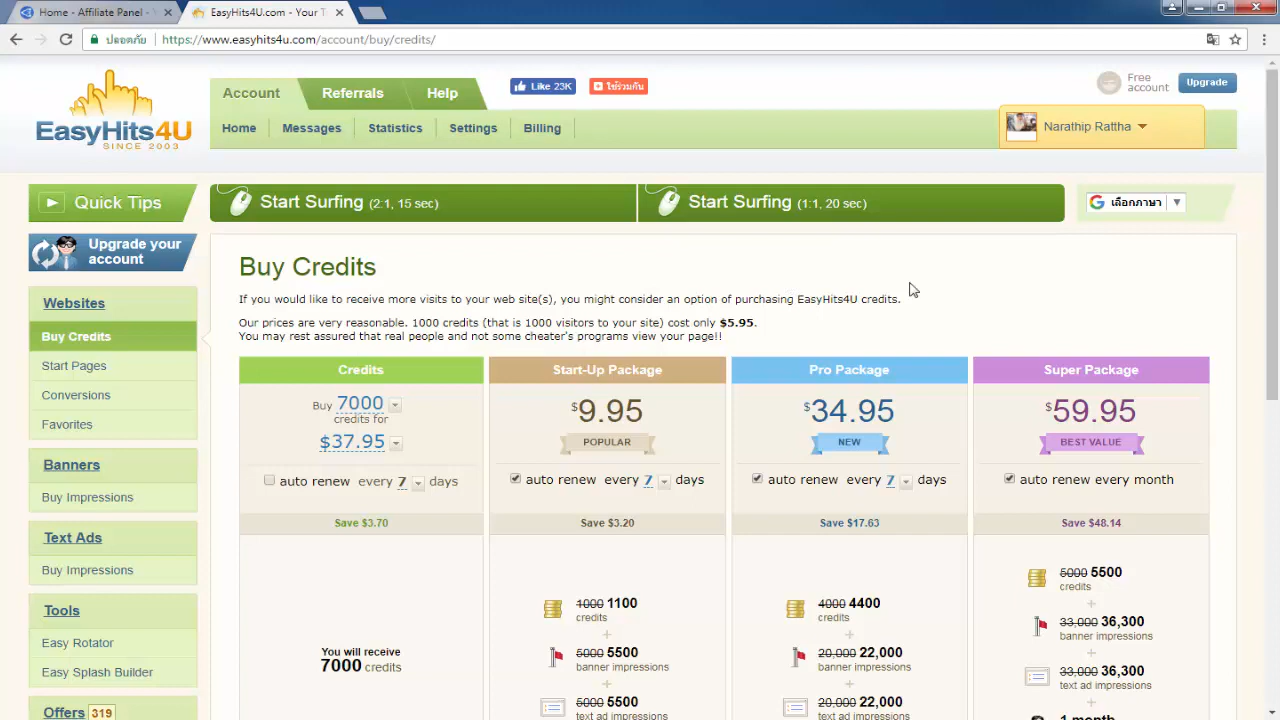 Home - Affiliate Panel -
EasyHits4U.com - Your T
ปลอดภัย https://www.easyhits4u.com/account/buy/credits/
EasyHits4U
SINCE 2003
Account Referrals Help
Like 23K
ใช้ร่วมกัน
Free account
Upgrade
Home Messages Statistics Settings Billing
Narathip Rattha
Quick Tips
Start Surfing (2:1, 15 sec)
Start Surfing (1:1, 20 sec)
เลือกภาษา
Upgrade your
account
Websites
Buy Credits
Start Pages
Conversions
Favorites
Banners
Buy Impressions
Text Ads
Buy Impressions
Tools
Easy Rotator
Easy Splash Builder
Offers 319
Buy Credits
If you would like to receive more visits to your web site(s), you might consider an option of purchasing EasyHits4U credits.
Our prices are very reasonable. 1000 credits (that is 1000 visitors to your site) cost only $5.95.
You may rest assured that real people and not some cheater's programs view your page!!
Credits
Buy 7000
credits for
$37.95
auto renew every 7 days
Save $3.70
You will receive
7000 credits
Start-Up Package
$9.95
POPULAR
auto renew every 7 days
Save $3.20
1000 1100
credits
+
5000 5500
banner impressions
+
5000 5500
text ad impressions
Pro Package
$34.95
NEW
auto renew every 7 days
Save $17.63
4000 4400
credits
+
20,000 22,000
banner impressions
+
20,000 22,000
text ad impressions
Super Package
$59.95
BEST VALUE
auto renew every month
Save $48.14
5000 5500
credits
+
33,000 36,300
banner impressions
+
33,000 36,300
text ad impressions
+
1 month